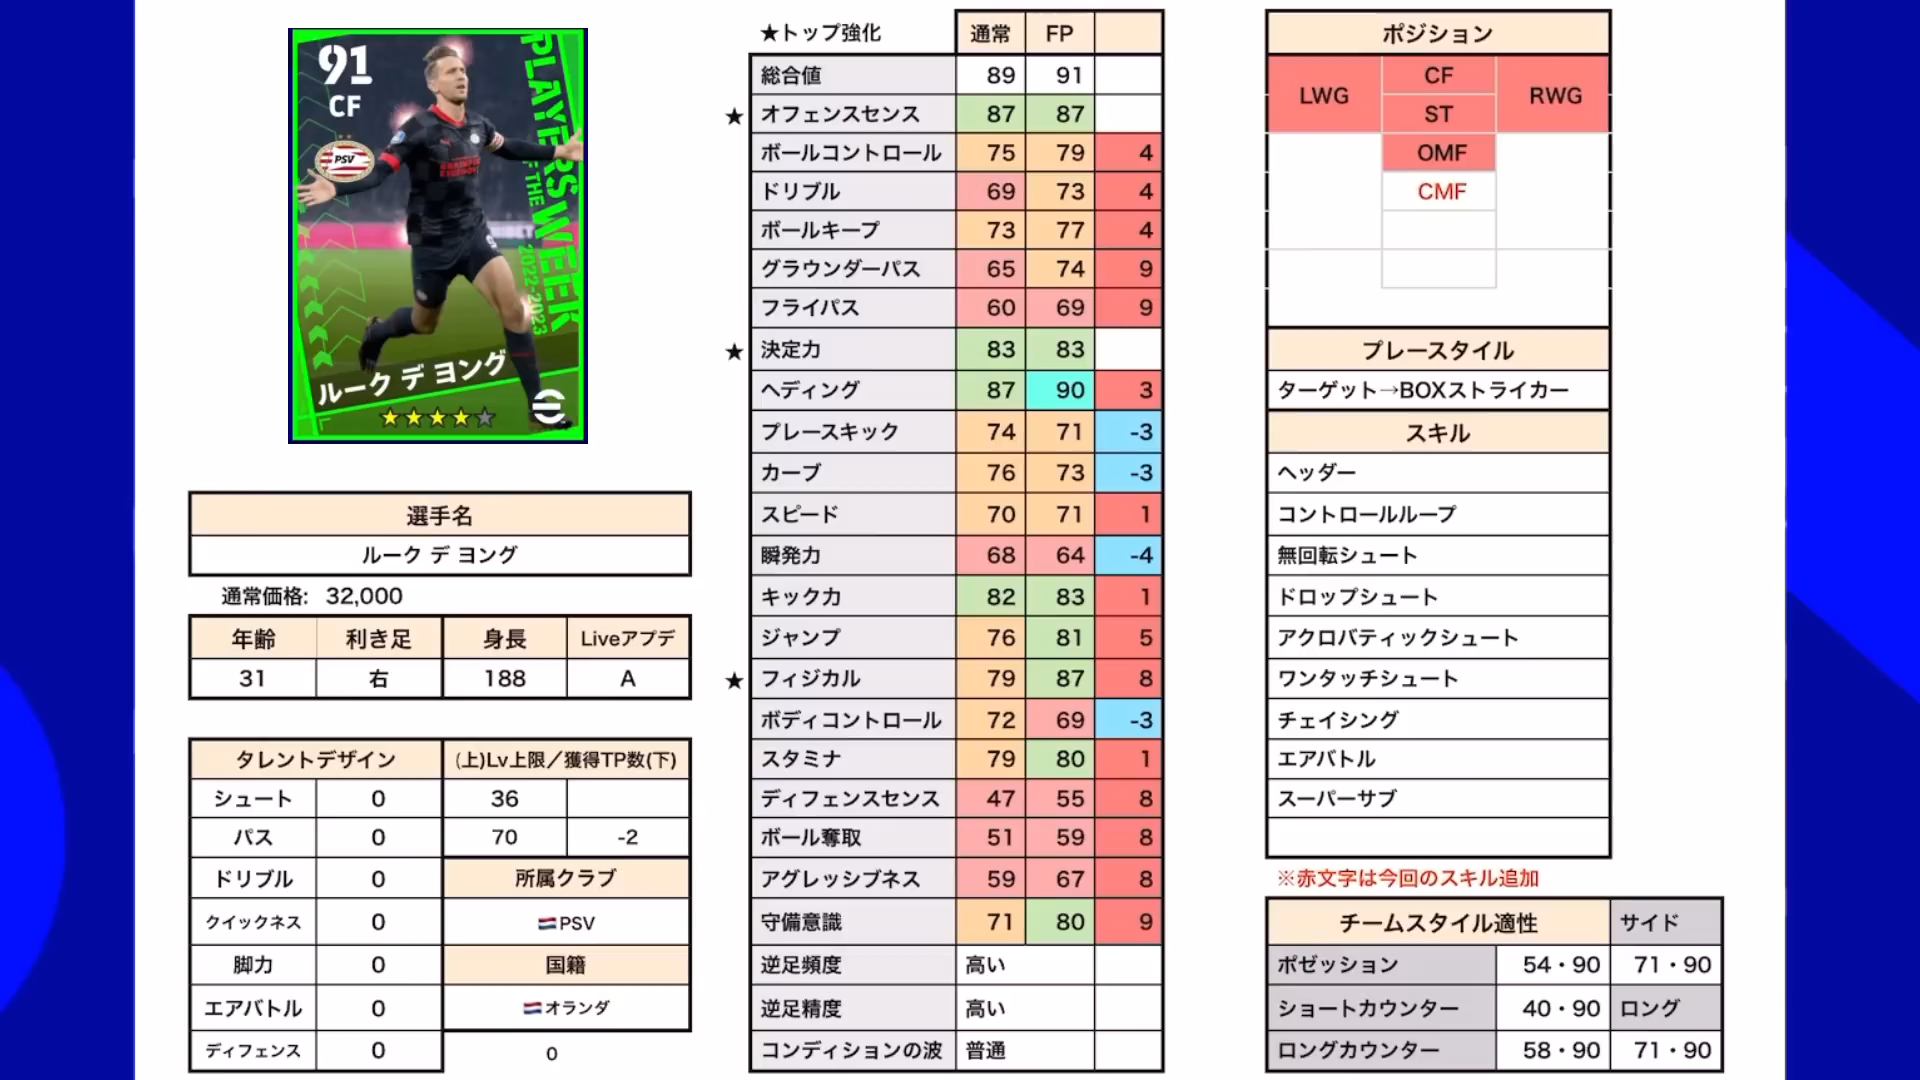 91
CF
PSV
PLAYERS OF THE WEEK 2022-2023
ルーク デ ヨング
選手名
ルーク デ ヨング
通常価格: 32,000
年齢 利き足 身長 Liveアプデ
31 右 188 A
タレントデザイン (上)Lv上限／獲得TP数(下)
シュート 0 36
パス 0 70 -2
ドリブル 0 所属クラブ
クイックネス 0 PSV
脚力 0 国籍
エアバトル 0 オランダ
ディフェンス 0 0
★トップ強化 通常 FP
総合値 89 91
★ オフェンスセンス 87 87
ボールコントロール 75 79 4
ドリブル 69 73 4
ボールキープ 73 77 4
グラウンダーパス 65 74 9
フライパス 60 69 9
★ 決定力 83 83
ヘディング 87 90 3
プレースキック 74 71 -3
カーブ 76 73 -3
スピード 70 71 1
瞬発力 68 64 -4
キック力 82 83 1
ジャンプ 76 81 5
★ フィジカル 79 87 8
ボディコントロール 72 69 -3
スタミナ 79 80 1
ディフェンスセンス 47 55 8
ボール奪取 51 59 8
アグレッシブネス 59 67 8
守備意識 71 80 9
逆足頻度 高い
逆足精度 高い
コンディションの波 普通
ポジション
LWG CF RWG
ST
OMF
CMF
プレースタイル
ターゲット→BOXストライカー
スキル
ヘッダー
コントロールループ
無回転シュート
ドロップシュート
アクロバティックシュート
ワンタッチシュート
チェイシング
エアバトル
スーパーサブ
※赤文字は今回のスキル追加
チームスタイル適性 サイド
ポゼッション 54・90 71・90
ショートカウンター 40・90 ロング
ロングカウンター 58・90 71・90